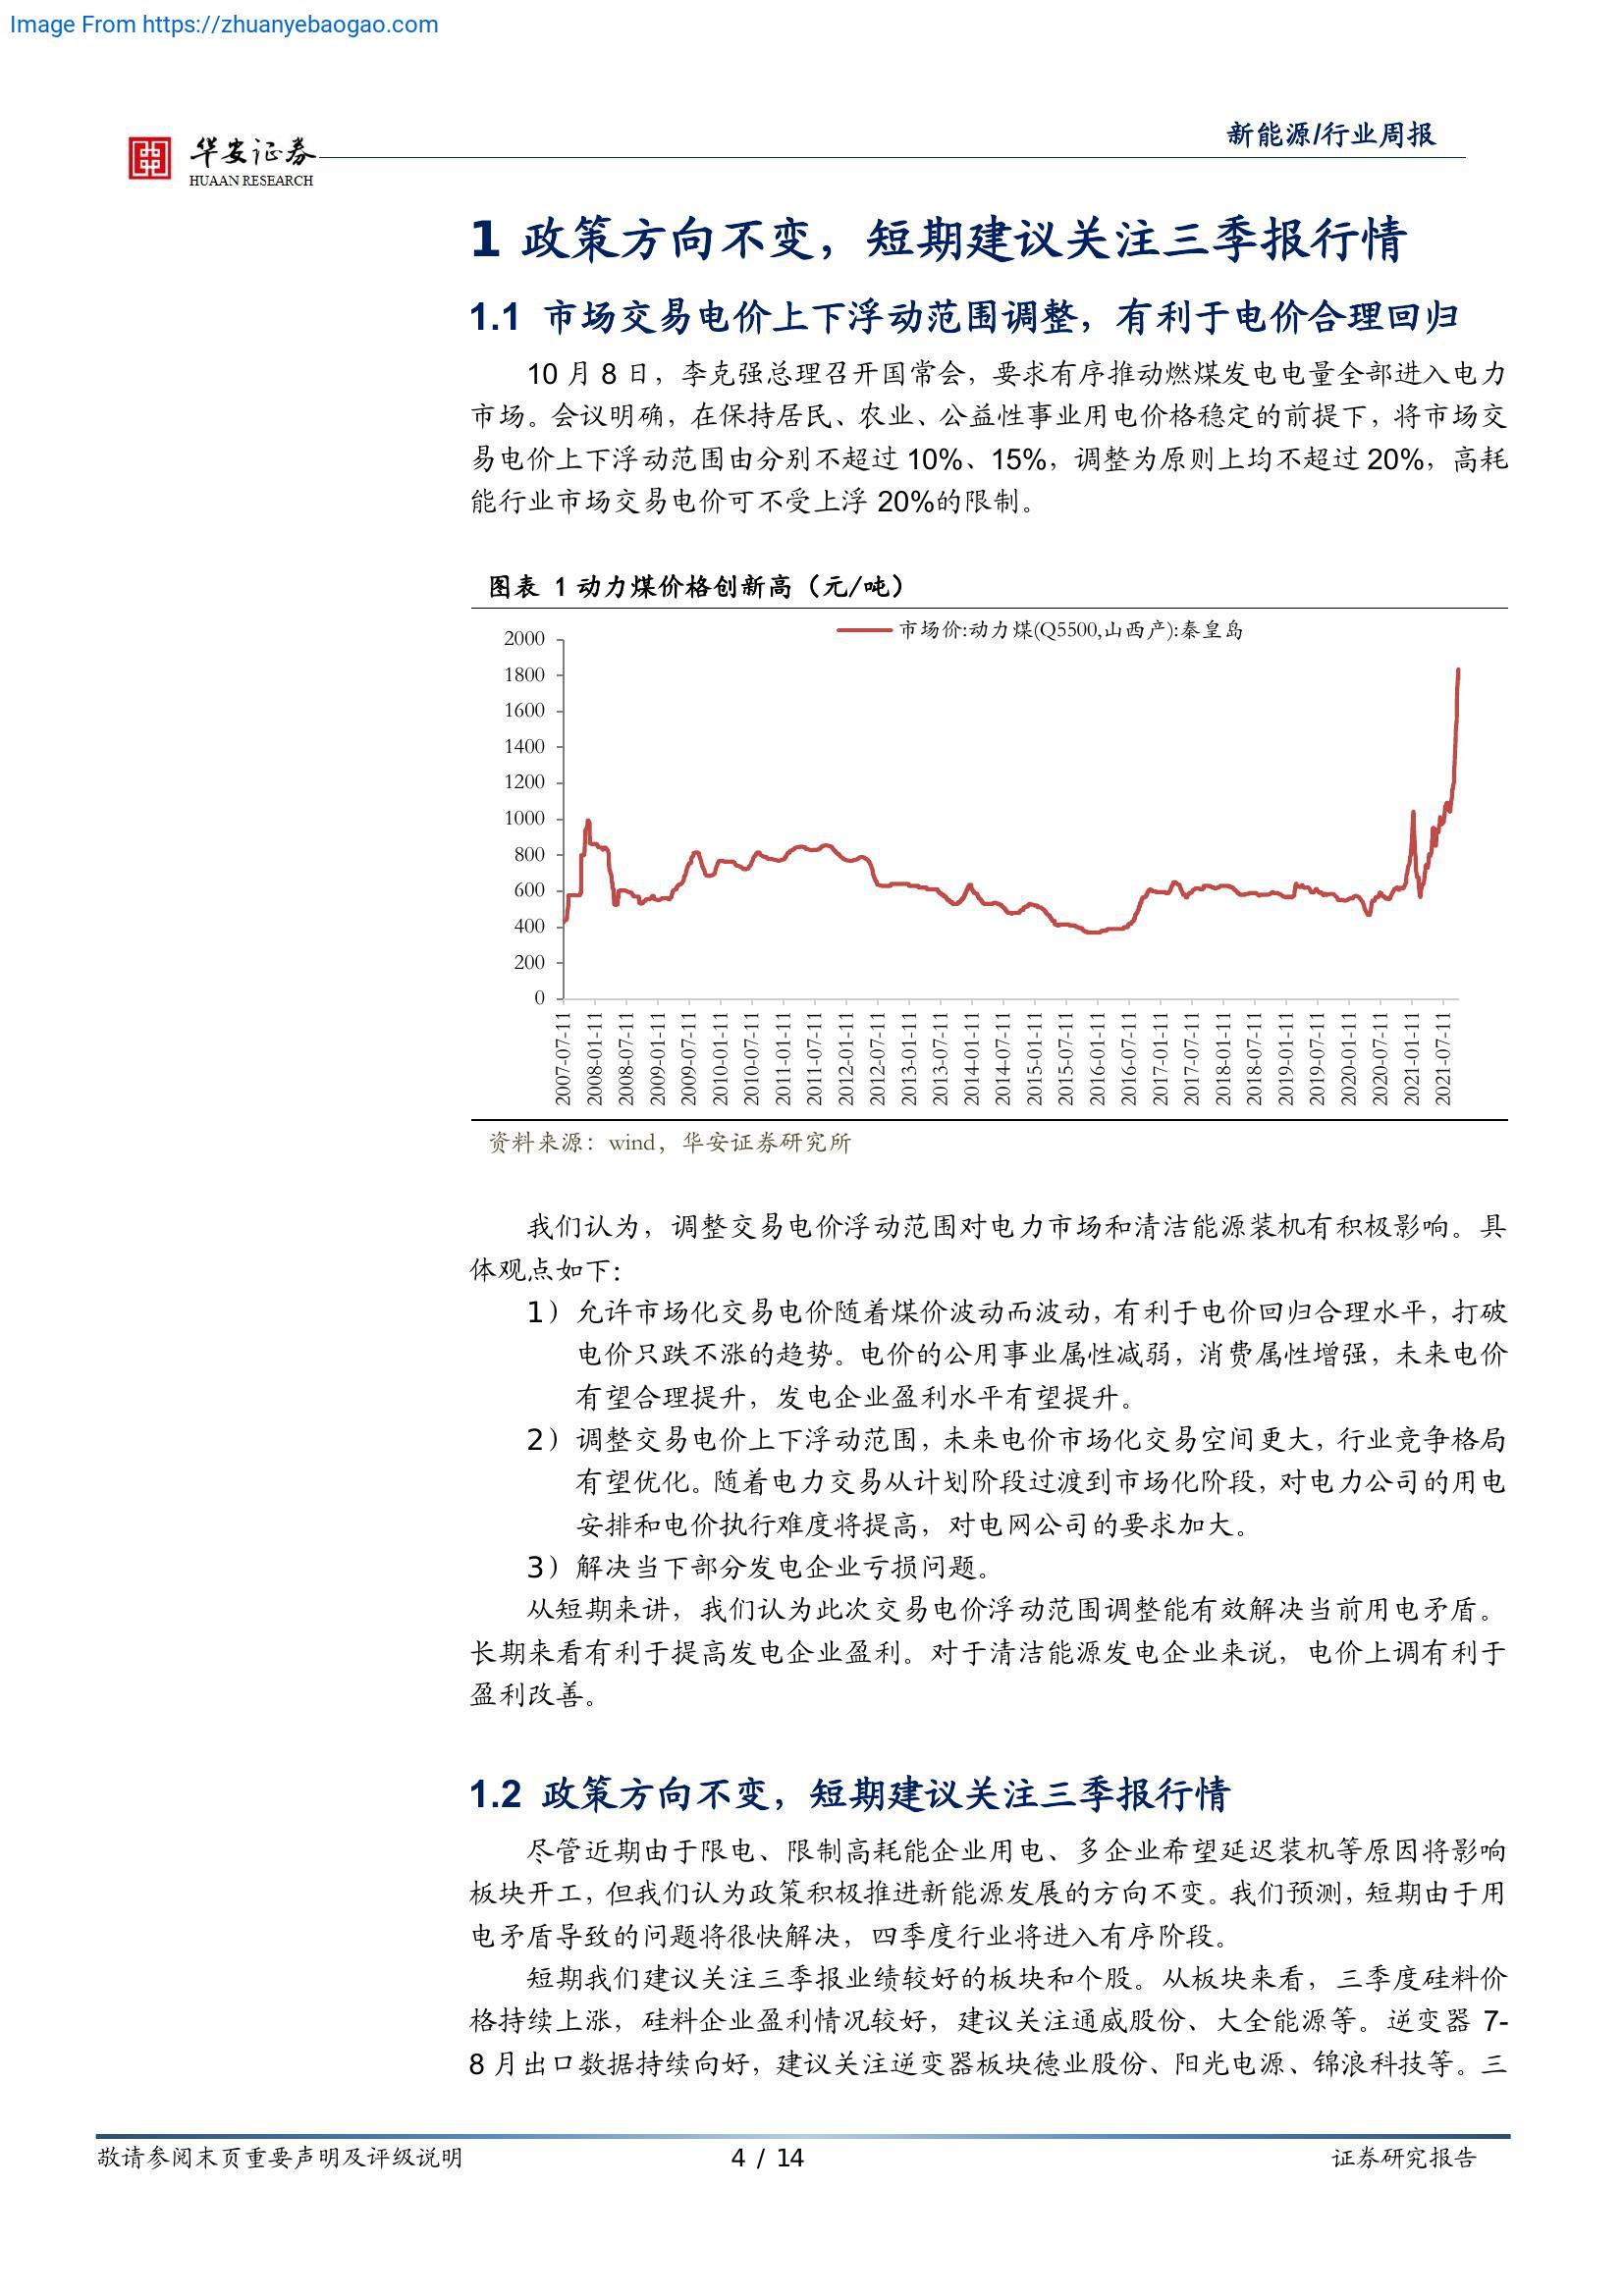 Image From https://zhuanyebaogao.com
新能源/行业周报
华安证券
HUAAN RESEARCH
1 政策方向不变，短期建议关注三季报行情
1.1 市场交易电价上下浮动范围调整，有利于电价合理回归
10 月 8 日，李克强总理召开国常会，要求有序推动燃煤发电电量全部进入电力
市场。会议明确，在保持居民、农业、公益性事业用电价格稳定的前提下，将市场交
易电价上下浮动范围由分别不超过 10%、15%，调整为原则上均不超过 20%，高耗
能行业市场交易电价可不受上浮 20%的限制。
图表 1 动力煤价格创新高（元/吨）
市场价:动力煤(Q5500,山西产):秦皇岛
2000
1800
1600
1400
1200
1000
800
600
400
200
0
2007-07-11
2008-01-11
2008-07-11
2009-01-11
2009-07-11
2010-01-11
2010-07-11
2011-01-11
2011-07-11
2012-01-11
2012-07-11
2013-01-11
2013-07-11
2014-01-11
2014-07-11
2015-01-11
2015-07-11
2016-01-11
2016-07-11
2017-01-11
2017-07-11
2018-01-11
2018-07-11
2019-01-11
2019-07-11
2020-01-11
2020-07-11
2021-01-11
2021-07-11
资料来源：wind，华安证券研究所
我们认为，调整交易电价浮动范围对电力市场和清洁能源装机有积极影响。具
体观点如下：
1）允许市场化交易电价随着煤价波动而波动，有利于电价回归合理水平，打破
电价只跌不涨的趋势。电价的公用事业属性减弱，消费属性增强，未来电价
有望合理提升，发电企业盈利水平有望提升。
2）调整交易电价上下浮动范围，未来电价市场化交易空间更大，行业竞争格局
有望优化。随着电力交易从计划阶段过渡到市场化阶段，对电力公司的用电
安排和电价执行难度将提高，对电网公司的要求加大。
3）解决当下部分发电企业亏损问题。
从短期来讲，我们认为此次交易电价浮动范围调整能有效解决当前用电矛盾。
长期来看有利于提高发电企业盈利。对于清洁能源发电企业来说，电价上调有利于
盈利改善。
1.2 政策方向不变，短期建议关注三季报行情
尽管近期由于限电、限制高耗能企业用电、多企业希望延迟装机等原因将影响
板块开工，但我们认为政策积极推进新能源发展的方向不变。我们预测，短期由于用
电矛盾导致的问题将很快解决，四季度行业将进入有序阶段。
短期我们建议关注三季报业绩较好的板块和个股。从板块来看，三季度硅料价
格持续上涨，硅料企业盈利情况较好，建议关注通威股份、大全能源等。逆变器 7-
8 月出口数据持续向好，建议关注逆变器板块德业股份、阳光电源、锦浪科技等。三
敬请参阅末页重要声明及评级说明
4 / 14
证券研究报告